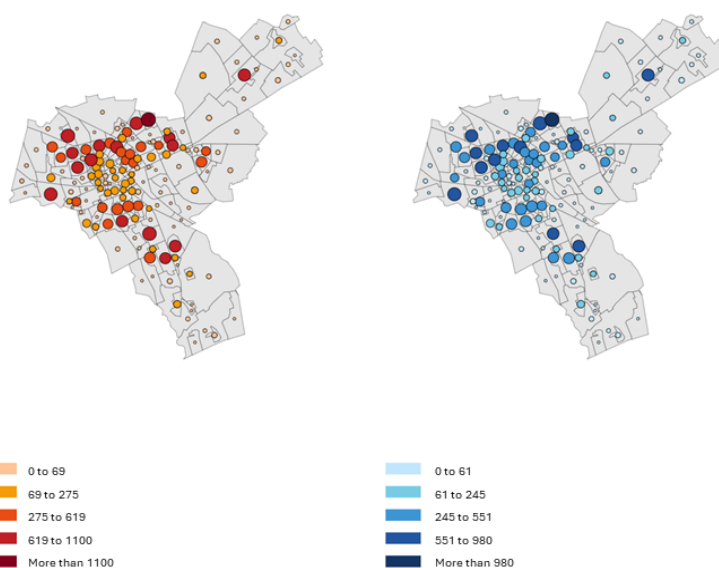 0 to 69
69 to 275
275 to 619
619 to 1100
More than 1100
0 to 61
61 to 245
245 to 551
551 to 980
More than 980